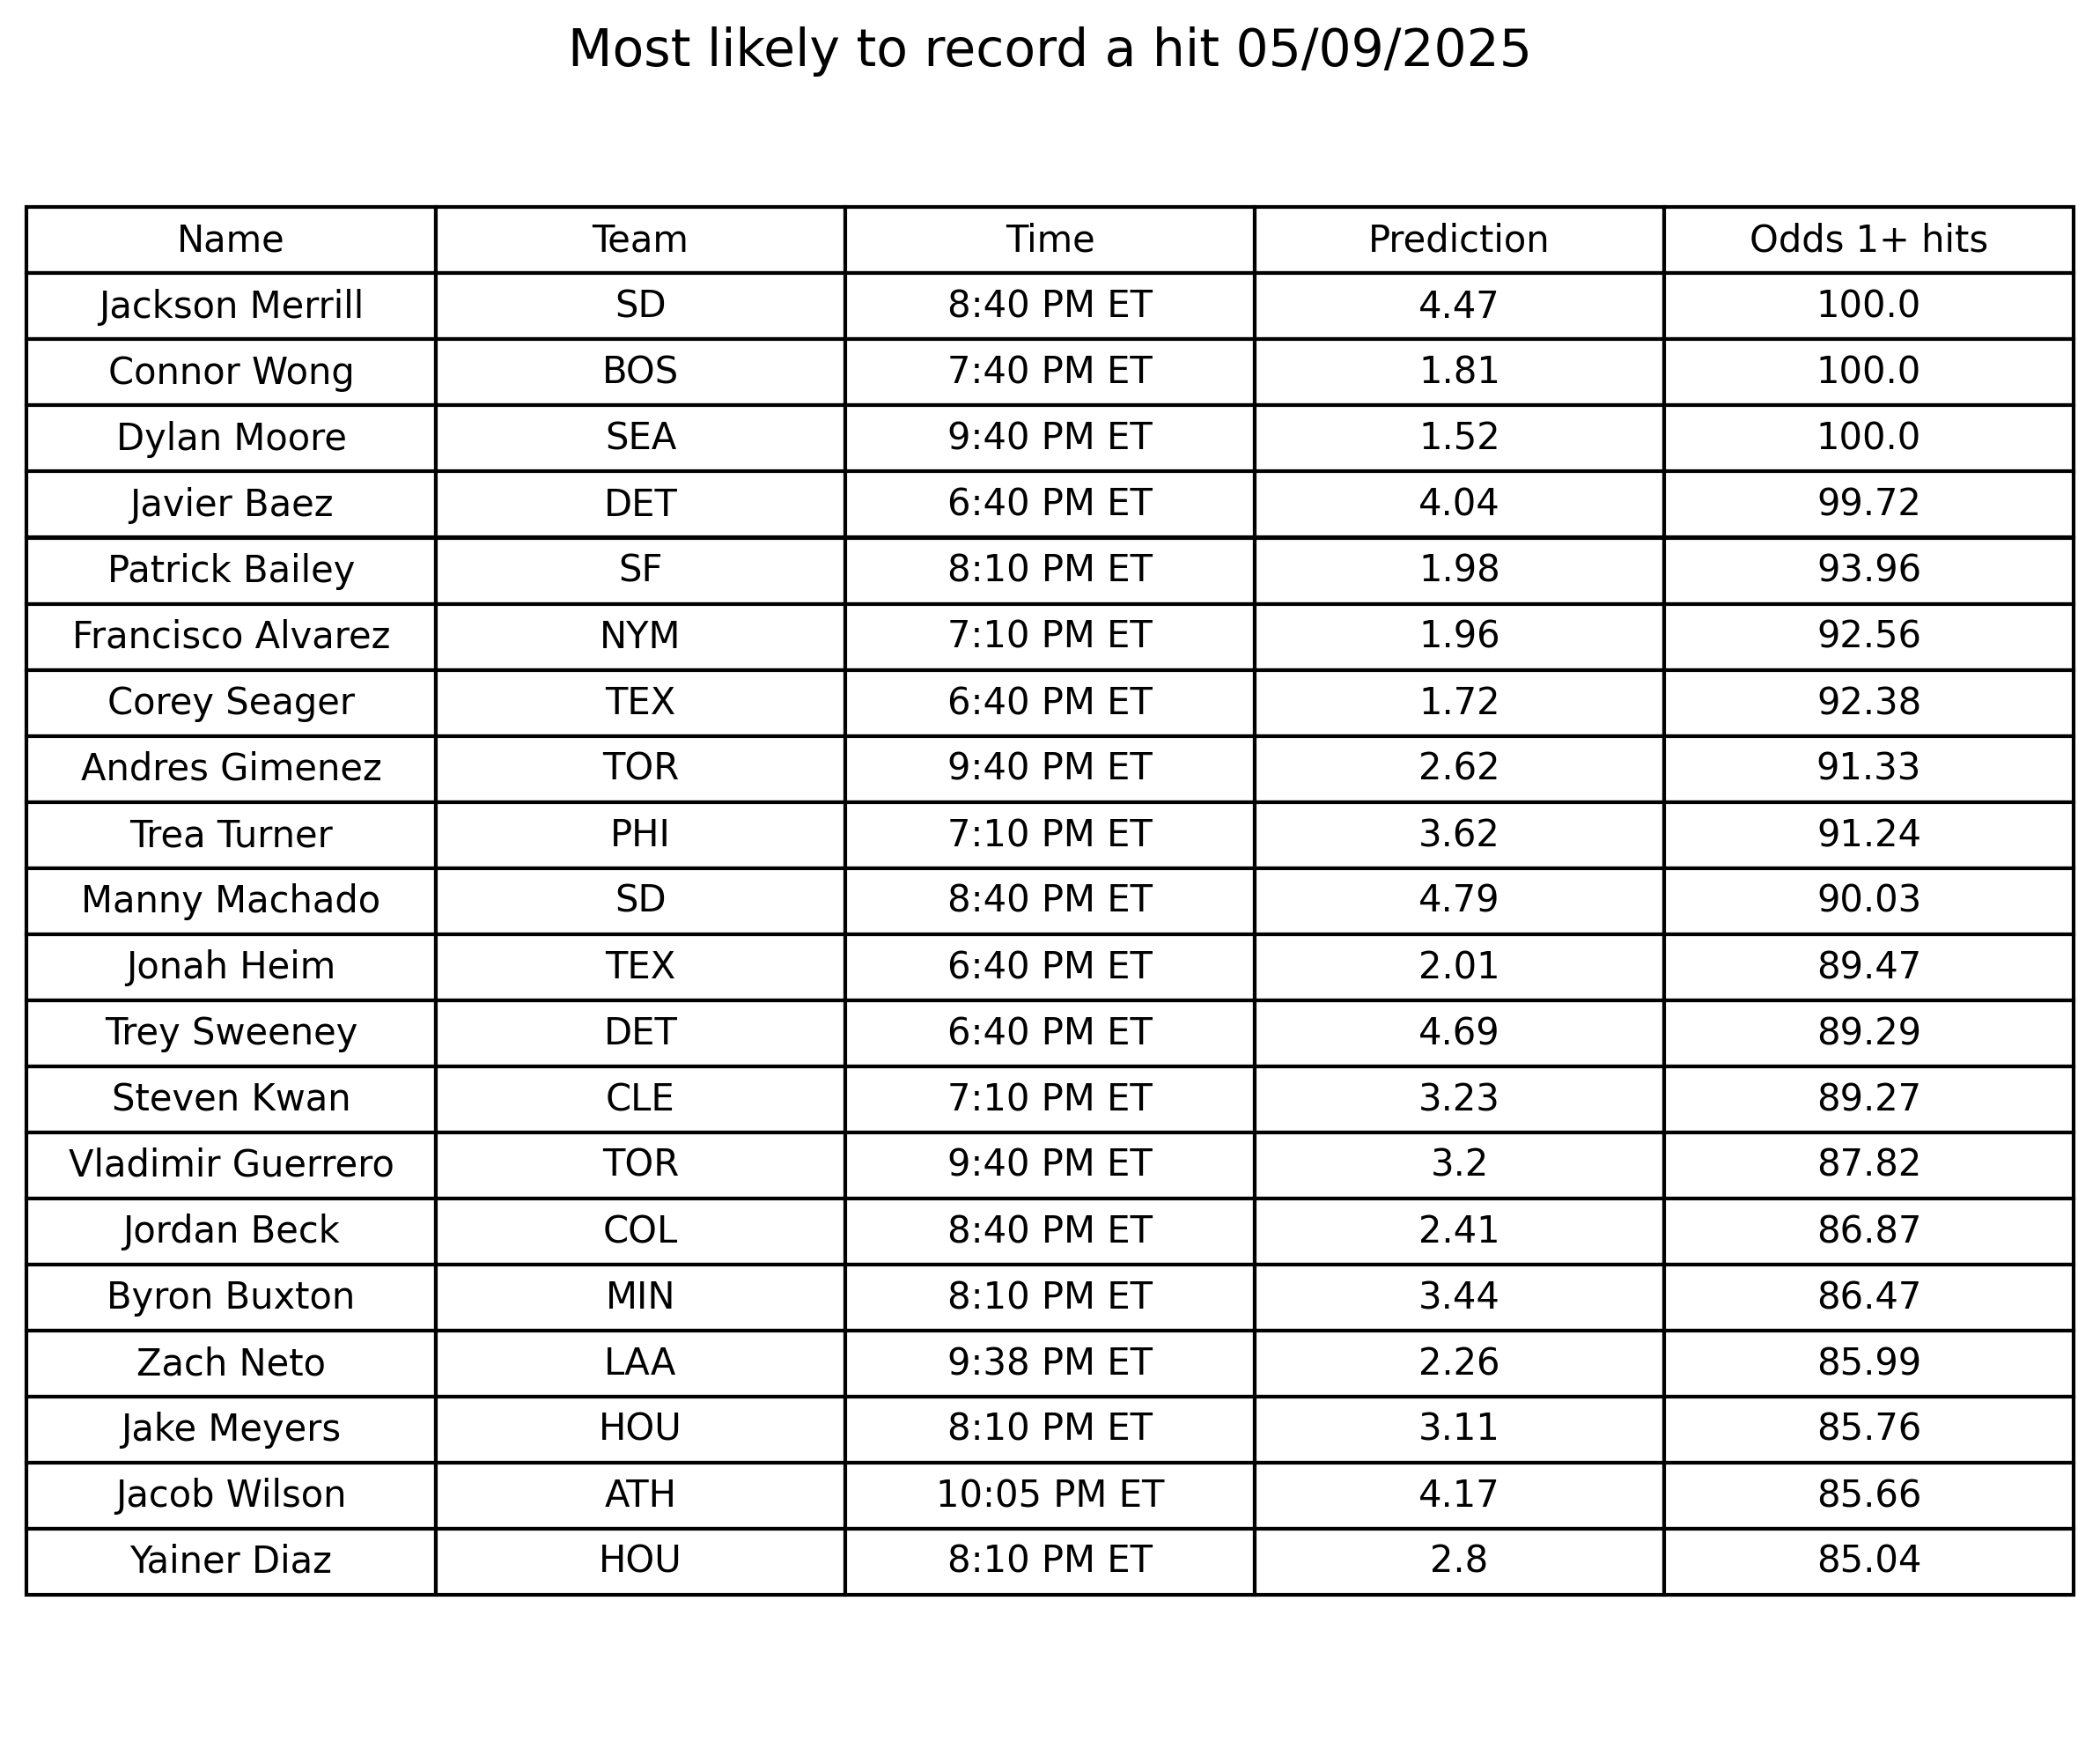 Most likely to record a hit 05/09/2025
Name Team Time Prediction Odds 1+ hits
Jackson Merrill SD 8:40 PM ET 4.47 100.0
Connor Wong BOS 7:40 PM ET 1.81 100.0
Dylan Moore SEA 9:40 PM ET 1.52 100.0
Javier Baez DET 6:40 PM ET 4.04 99.72
Patrick Bailey SF 8:10 PM ET 1.98 93.96
Francisco Alvarez NYM 7:10 PM ET 1.96 92.56
Corey Seager TEX 6:40 PM ET 1.72 92.38
Andres Gimenez TOR 9:40 PM ET 2.62 91.33
Trea Turner PHI 7:10 PM ET 3.62 91.24
Manny Machado SD 8:40 PM ET 4.79 90.03
Jonah Heim TEX 6:40 PM ET 2.01 89.47
Trey Sweeney DET 6:40 PM ET 4.69 89.29
Steven Kwan CLE 7:10 PM ET 3.23 89.27
Vladimir Guerrero TOR 9:40 PM ET 3.2 87.82
Jordan Beck COL 8:40 PM ET 2.41 86.87
Byron Buxton MIN 8:10 PM ET 3.44 86.47
Zach Neto LAA 9:38 PM ET 2.26 85.99
Jake Meyers HOU 8:10 PM ET 3.11 85.76
Jacob Wilson ATH 10:05 PM ET 4.17 85.66
Yainer Diaz HOU 8:10 PM ET 2.8 85.04